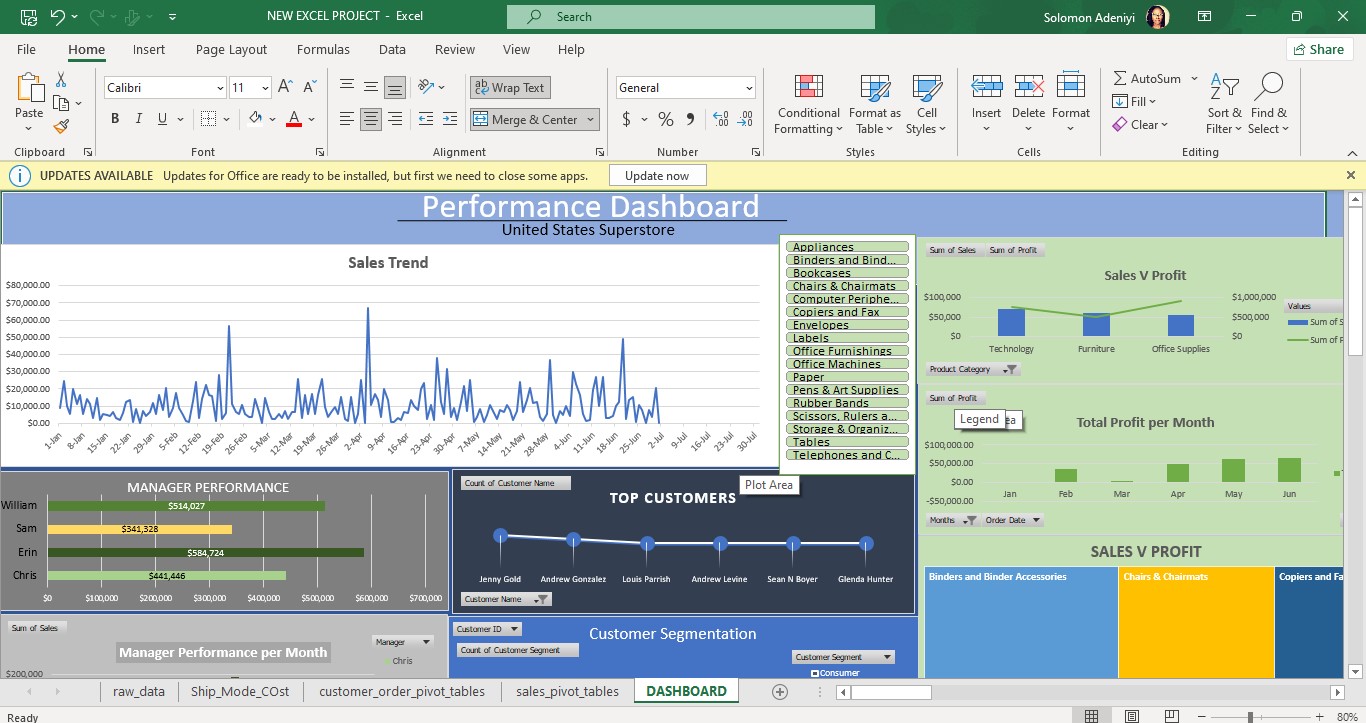 NEW EXCEL PROJECT - Excel
Search
Solomon Adeniyi
File Home Insert Page Layout Formulas Data Review View Help
Share
Paste
Calibri 11
B I U
Wrap Text
Merge & Center
General
$ % 9
Conditional Formatting
Format as Table
Cell Styles
Insert Delete Format
AutoSum
Fill
Clear
Sort & Filter
Find & Select
Clipboard Font Alignment Number Styles Cells Editing
UPDATES AVAILABLE Updates for Office are ready to be installed, but first we need to close some apps. Update now
Performance Dashboard
United States Superstore
Sales Trend
$80,000.00
$70,000.00
$60,000.00
$50,000.00
$40,000.00
$30,000.00
$20,000.00
$10,000.00
$0.00
1-Jan 8-Jan 15-Jan 22-Jan 29-Jan 5-Feb 12-Feb 19-Feb 26-Feb 5-Mar 12-Mar 19-Mar 26-Mar 2-Apr 9-Apr 16-Apr 23-Apr 30-Apr 7-May 14-May 21-May 28-May 4-Jun 11-Jun 18-Jun 25-Jun 2-Jul 9-Jul 16-Jul 23-Jul 30-Jul
Appliances
Binders and Bind...
Bookcases
Chairs & Chairmats
Computer Periphe...
Copiers and Fax
Envelopes
Labels
Office Furnishings
Office Machines
Paper
Pens & Art Supplies
Rubber Bands
Scissors, Rulers a...
Storage & Organiz...
Tables
Telephones and C...
Sum of Sales Sum of Profit
Sales V Profit
$100,000
$50,000
$0
$1,000,000
$500,000
$0
Technology Furniture Office Supplies
Values
Sum of S
Sum of P
Product Category
Sum of Profit
Legend
ea
Total Profit per Month
$100,000.00
$50,000.00
$0.00
-$50,000.00
Jan Feb Mar Apr May Jun
Months Order Date
MANAGER PERFORMANCE
William $514,027
Sam $341,328
Erin $584,724
Chris $441,446
$0 $100,000 $200,000 $300,000 $400,000 $500,000 $600,000 $700,000
Count of Customer Name
TOP CUSTOMERS
Plot Area
Jenny Gold Andrew Gonzalez Louis Parrish Andrew Levine Sean N Boyer Glenda Hunter
Customer Name
SALES V PROFIT
Binders and Binder Accessories
Chairs & Chairmats
Copiers and Fa
Sum of Sales
Manager Performance per Month
Manager
Chris
$200,000
Customer ID
Count of Customer Segment
Customer Segmentation
Customer Segment
Consumer
raw_data Ship_Mode_COst customer_order_pivot_tables sales_pivot_tables DASHBOARD
Ready
80%